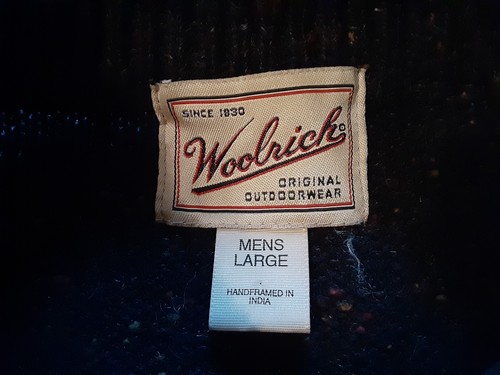 SINCE 1830
Woolrich®
ORIGINAL
OUTDOORWEAR
MENS
LARGE
HANDFRAMED IN
INDIA